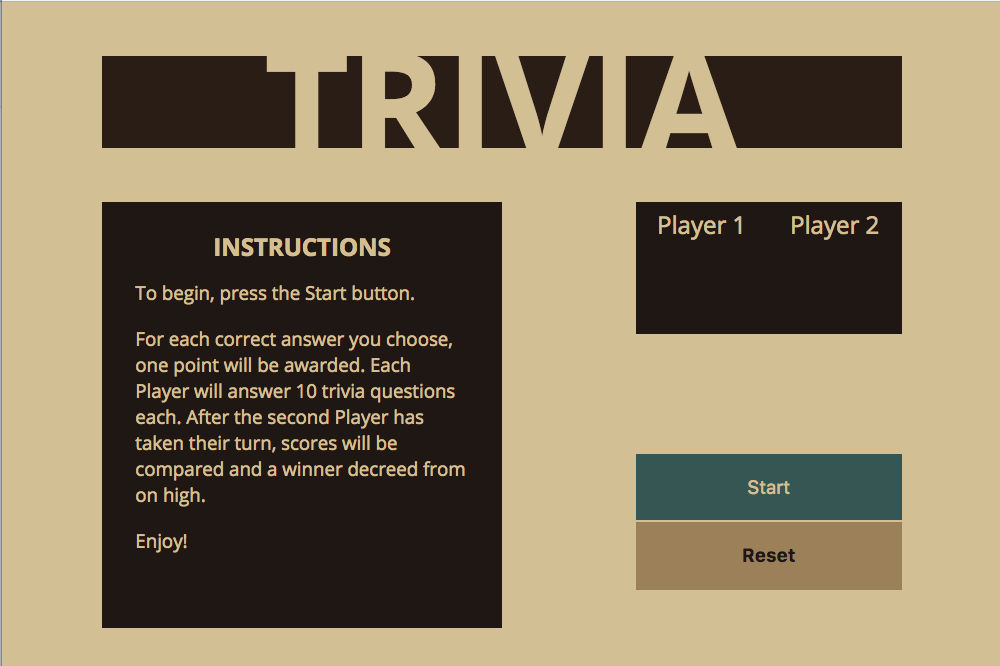 TRIVIA
INSTRUCTIONS
To begin, press the Start button.
For each correct answer you choose,
one point will be awarded. Each
Player will answer 10 trivia questions
each. After the second Player has
taken their turn, scores will be
compared and a winner decreed from
on high.
Enjoy!
Player 1 Player 2
Start
Reset